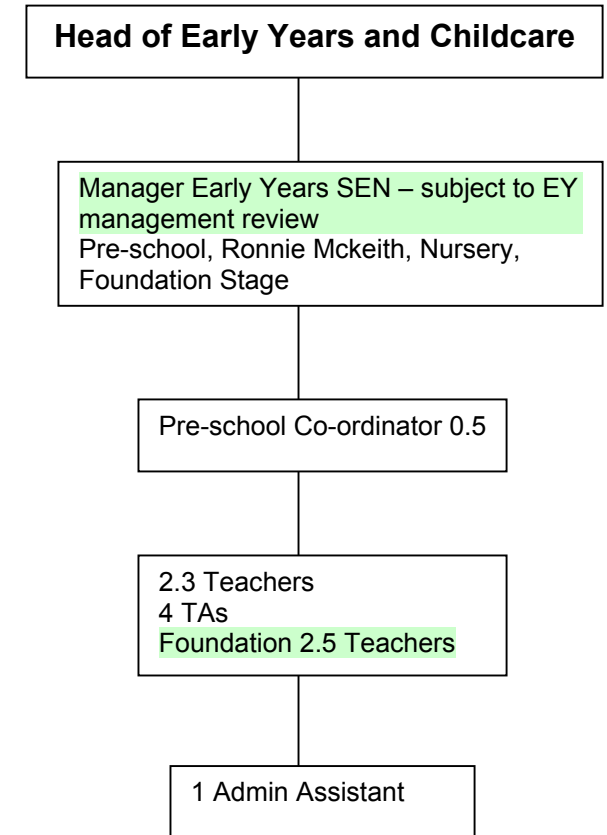 Head of Early Years and Childcare
Manager Early Years SEN – subject to EY
management review
Pre-school, Ronnie Mckeith, Nursery,
Foundation Stage
Pre-school Co-ordinator 0.5
2.3 Teachers
4 TAs
Foundation 2.5 Teachers
1 Admin Assistant